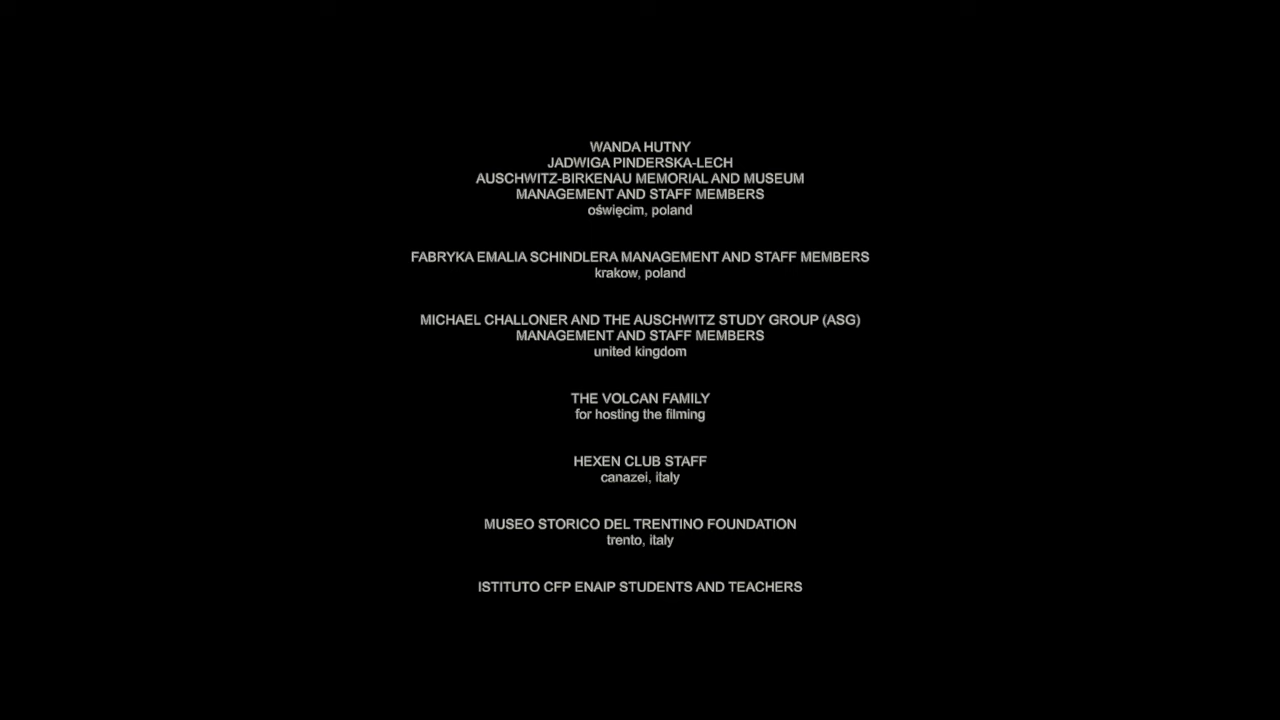 WANDA HUTNY
JADWIGA PINDERSKA-LECH
AUSCHWITZ-BIRKENAU MEMORIAL AND MUSEUM
MANAGEMENT AND STAFF MEMBERS
oświęcim, poland
FABRYKA EMALIA SCHINDLERA MANAGEMENT AND STAFF MEMBERS
krakow, poland
MICHAEL CHALLONER AND THE AUSCHWITZ STUDY GROUP (ASG)
MANAGEMENT AND STAFF MEMBERS
united kingdom
THE VOLCAN FAMILY
for hosting the filming
HEXEN CLUB STAFF
canazei, italy
MUSEO STORICO DEL TRENTINO FOUNDATION
trento, italy
ISTITUTO CFP ENAIP STUDENTS AND TEACHERS